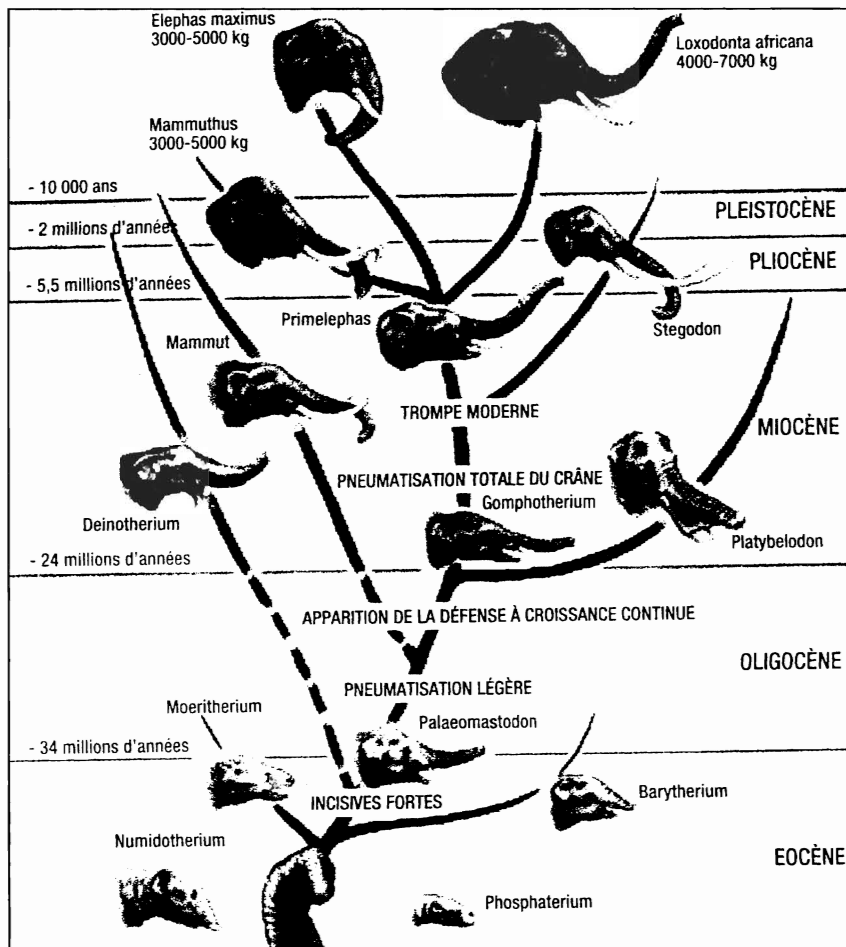 Elephas maximus
3000-5000 kg
Loxodonta africana
4000-7000 kg
Mammuthus
3000-5000 kg
- 10 000 ans
PLEISTOCÈNE
- 2 millions d'années
PLIOCÈNE
- 5,5 millions d'années
Primelephas
Stegodon
Mammut
TROMPE MODERNE
MIOCÈNE
PNEUMATISATION TOTALE DU CRÂNE
Gomphotherium
Deinotherium
Platybelodon
- 24 millions d'années
APPARITION DE LA DÉFENSE À CROISSANCE CONTINUE
OLIGOCÈNE
PNEUMATISATION LÉGÈRE
Moeritherium
Palaeomastodon
- 34 millions d'années
INCISIVES FORTES
Barytherium
Numidotherium
EOCÈNE
Phosphaterium